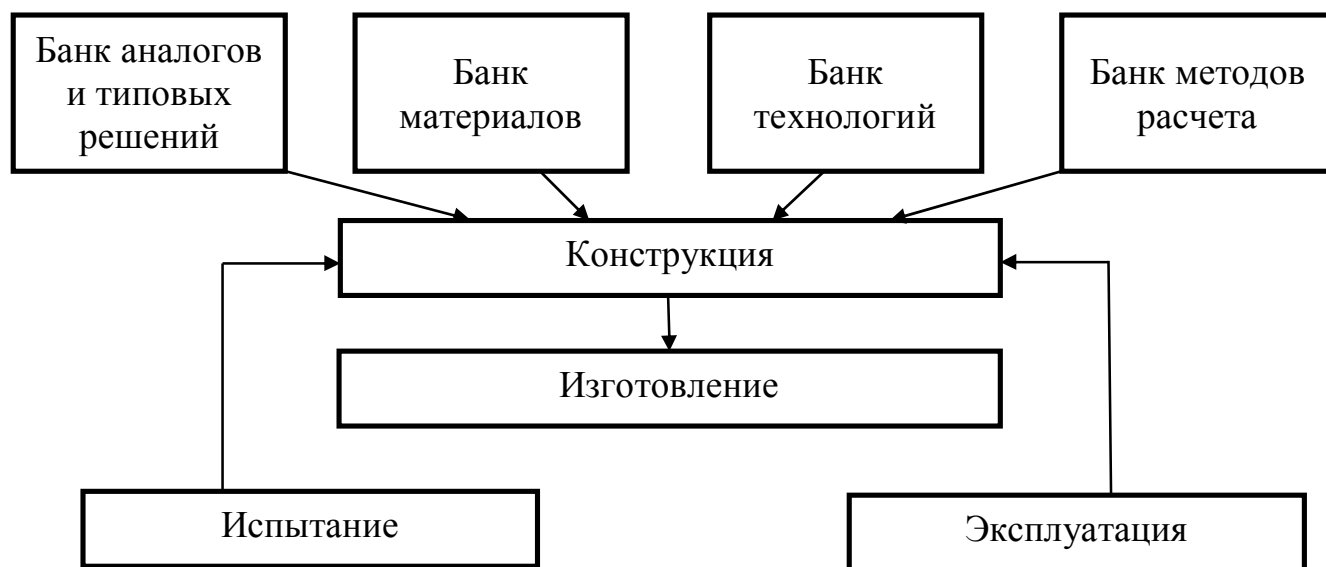 Банк аналогов
и типовых
решений
Банк
материалов
Банк
технологий
Банк методов
расчета
Конструкция
Изготовление
Испытание
Эксплуатация